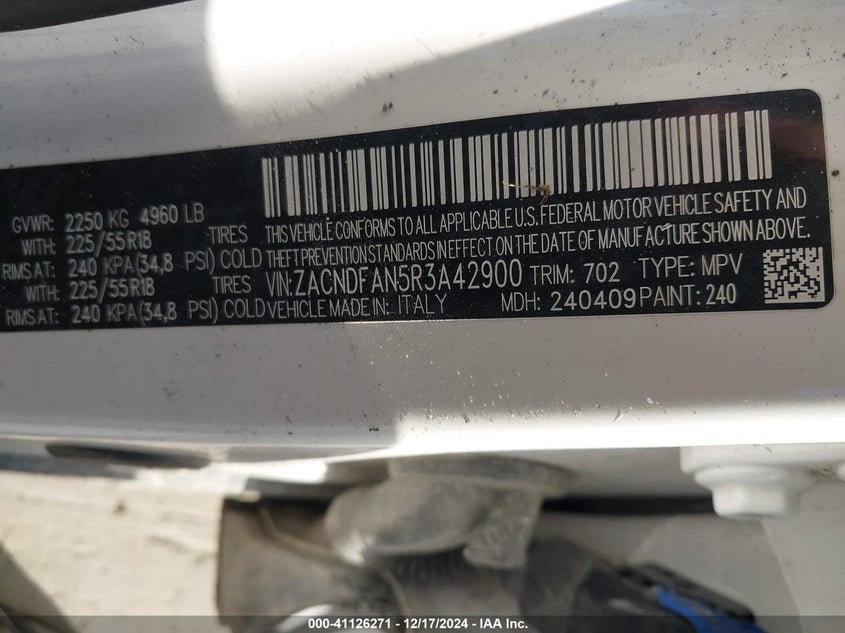 THIS VEHICLE CONFORMS TO ALL APPLICABLE U.S. FEDERAL MOTOR VEHICLE SAFETY AND
THEFT PREVENTION STANDARDS IN EFFECT ON THE DATE OF MANUFACTURE SHOWN ABOVE.
GVWR: 2250 KG 4960 LB
WITH: 225/55R18 TIRES
RIMS AT: 240 KPA(34,8 PSI) COLD
WITH: 225/55R18 TIRES
RIMS AT: 240 KPA(34,8 PSI) COLD
VIN:ZACNDFAN5R3A42900 TRIM: 702 TYPE: MPV
VEHICLE MADE IN: ITALY MDH: 240409 PAINT: 240
000-41126271 - 12/17/2024 - IAA Inc.